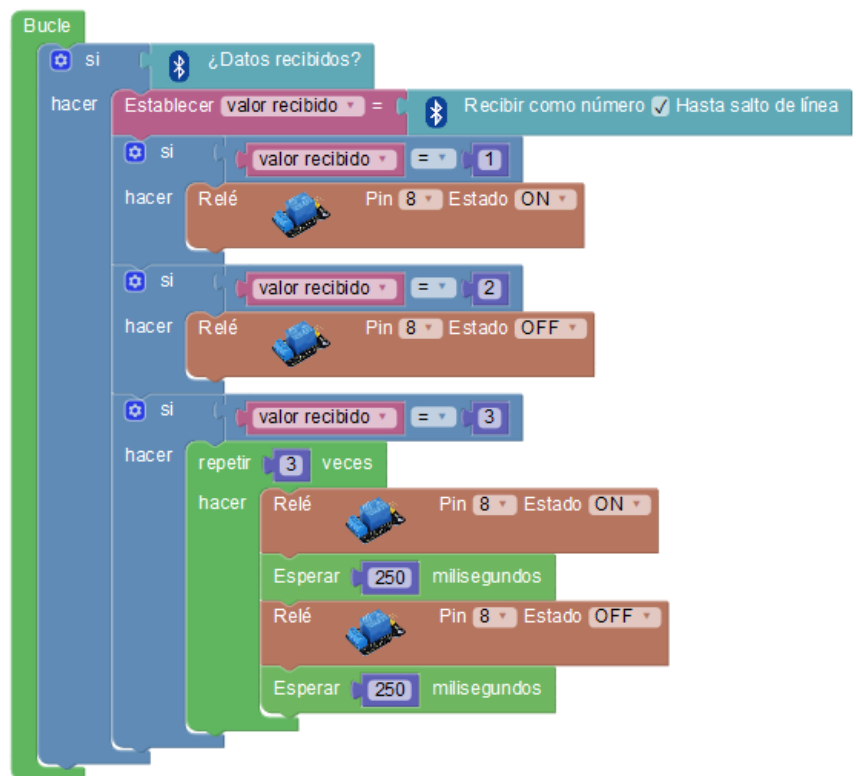 Bucle
si ¿Datos recibidos?
hacer Establecer valor recibido = Recibir como número Hasta salto de línea
si valor recibido = 1
hacer Relé Pin 8 Estado ON
si valor recibido = 2
hacer Relé Pin 8 Estado OFF
si valor recibido = 3
hacer repetir 3 veces
hacer Relé Pin 8 Estado ON
Esperar 250 milisegundos
Relé Pin 8 Estado OFF
Esperar 250 milisegundos